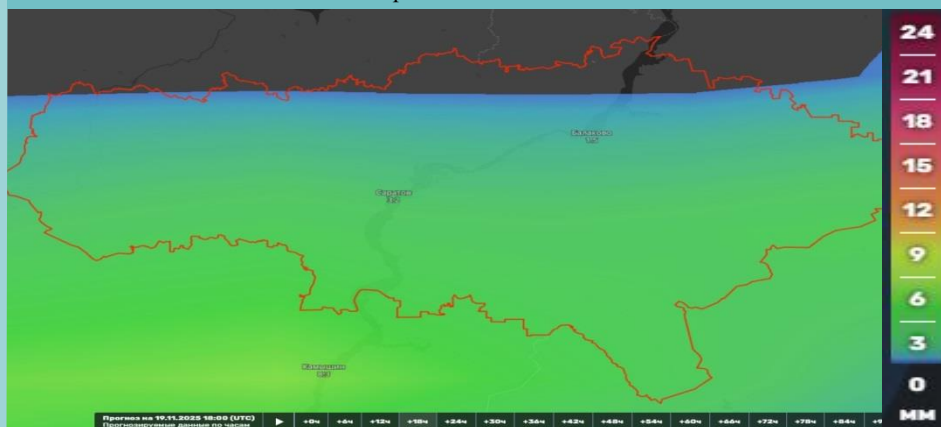 24
21
18
15
12
9
6
3
0
ММ
Балаково
Саратов
3.2
Камышин
Прогноз на 19.11.2025 18:00 (UTC)
Прогнозируемые данные по часам
+0ч +6ч +12ч +18ч +24ч +30ч +36ч +42ч +48ч +54ч +60ч +66ч +72ч +78ч +84ч